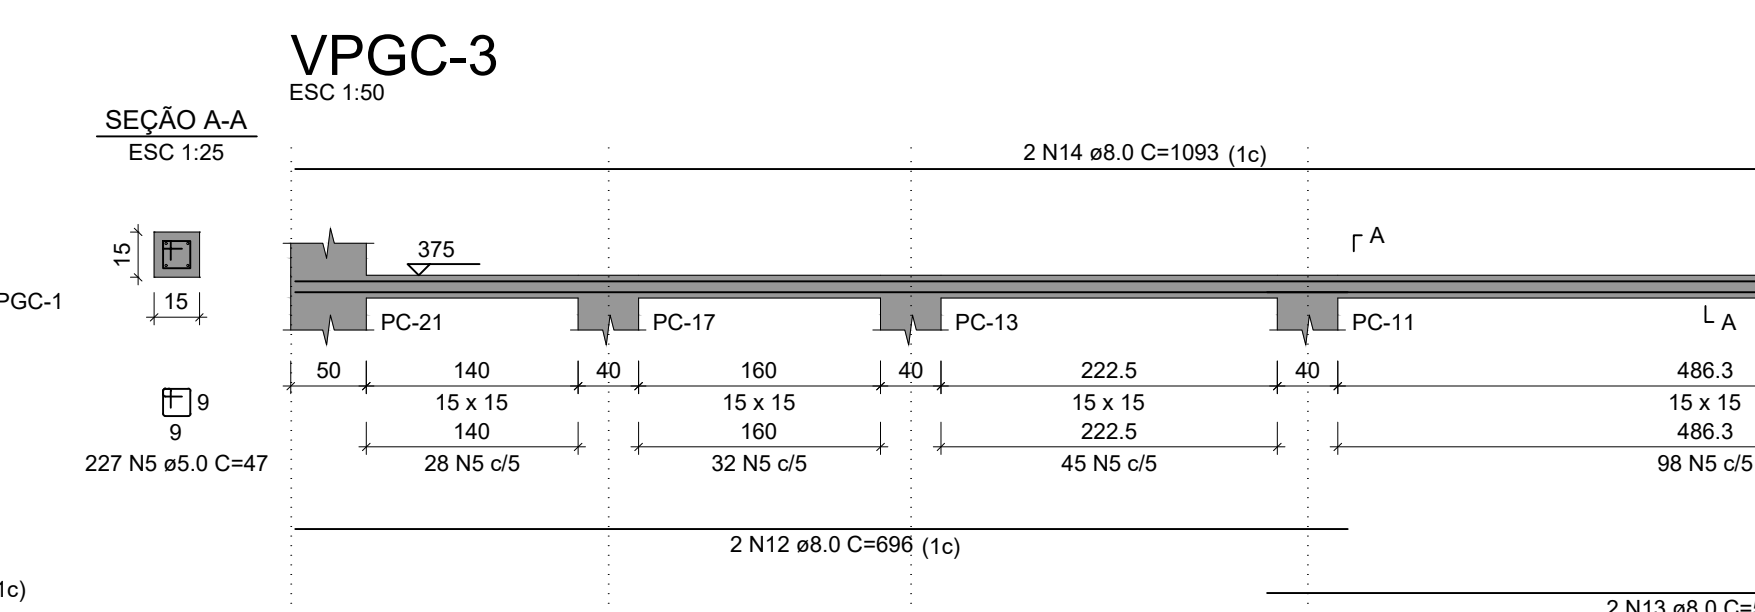 VPGC-3
ESC 1:50
SEÇÃO A-A
ESC 1:25
2 N14 ø8.0 C=1093 (1c)
15
375
A
PGC-1
15
PC-21
PC-17
PC-13
PC-11
A
50 140 40 160 40 222.5 40 486.3
15 x 15 15 x 15 15 x 15 15 x 15
9
9
140 160 222.5 486.3
227 N5 ø5.0 C=47
28 N5 c/5 32 N5 c/5 45 N5 c/5 98 N5 c/5
2 N12 ø8.0 C=696 (1c)
1c)
2 N13 ø8.0 C=